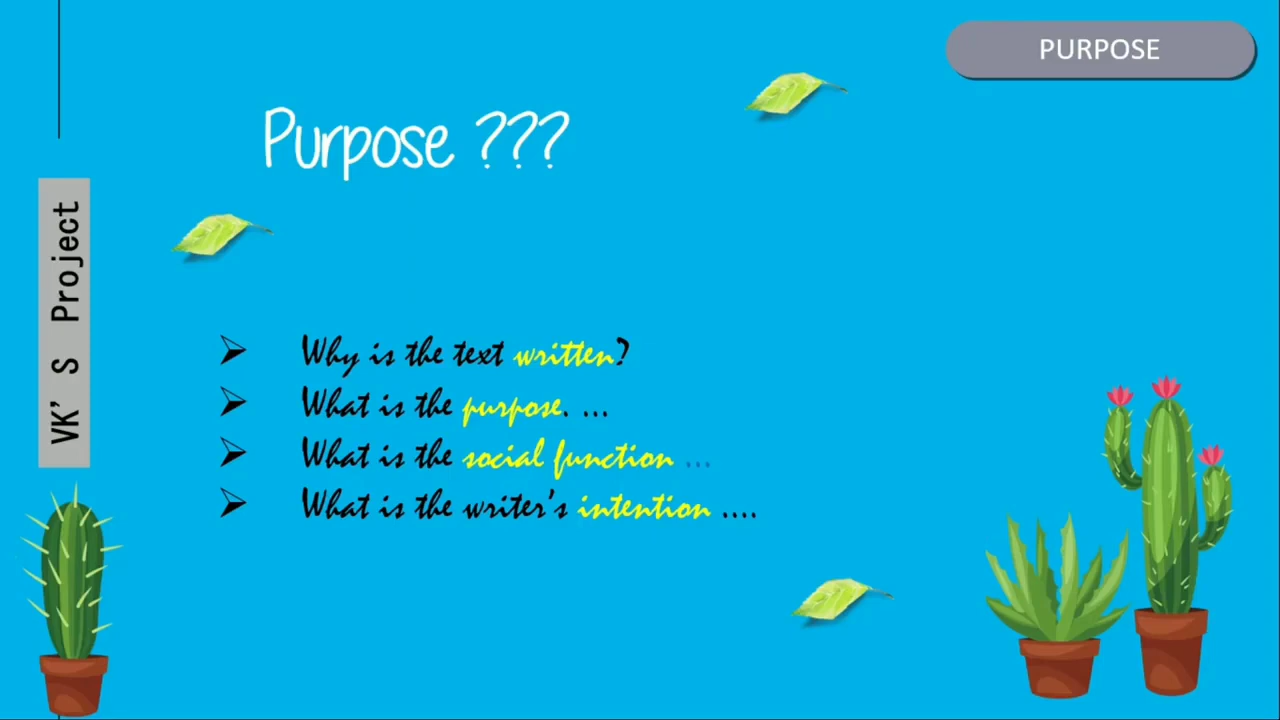 PURPOSE
Purpose ???
VK' S Project
Why is the text written?
What is the purpose. ...
What is the social function ...
What is the writer's intention ....